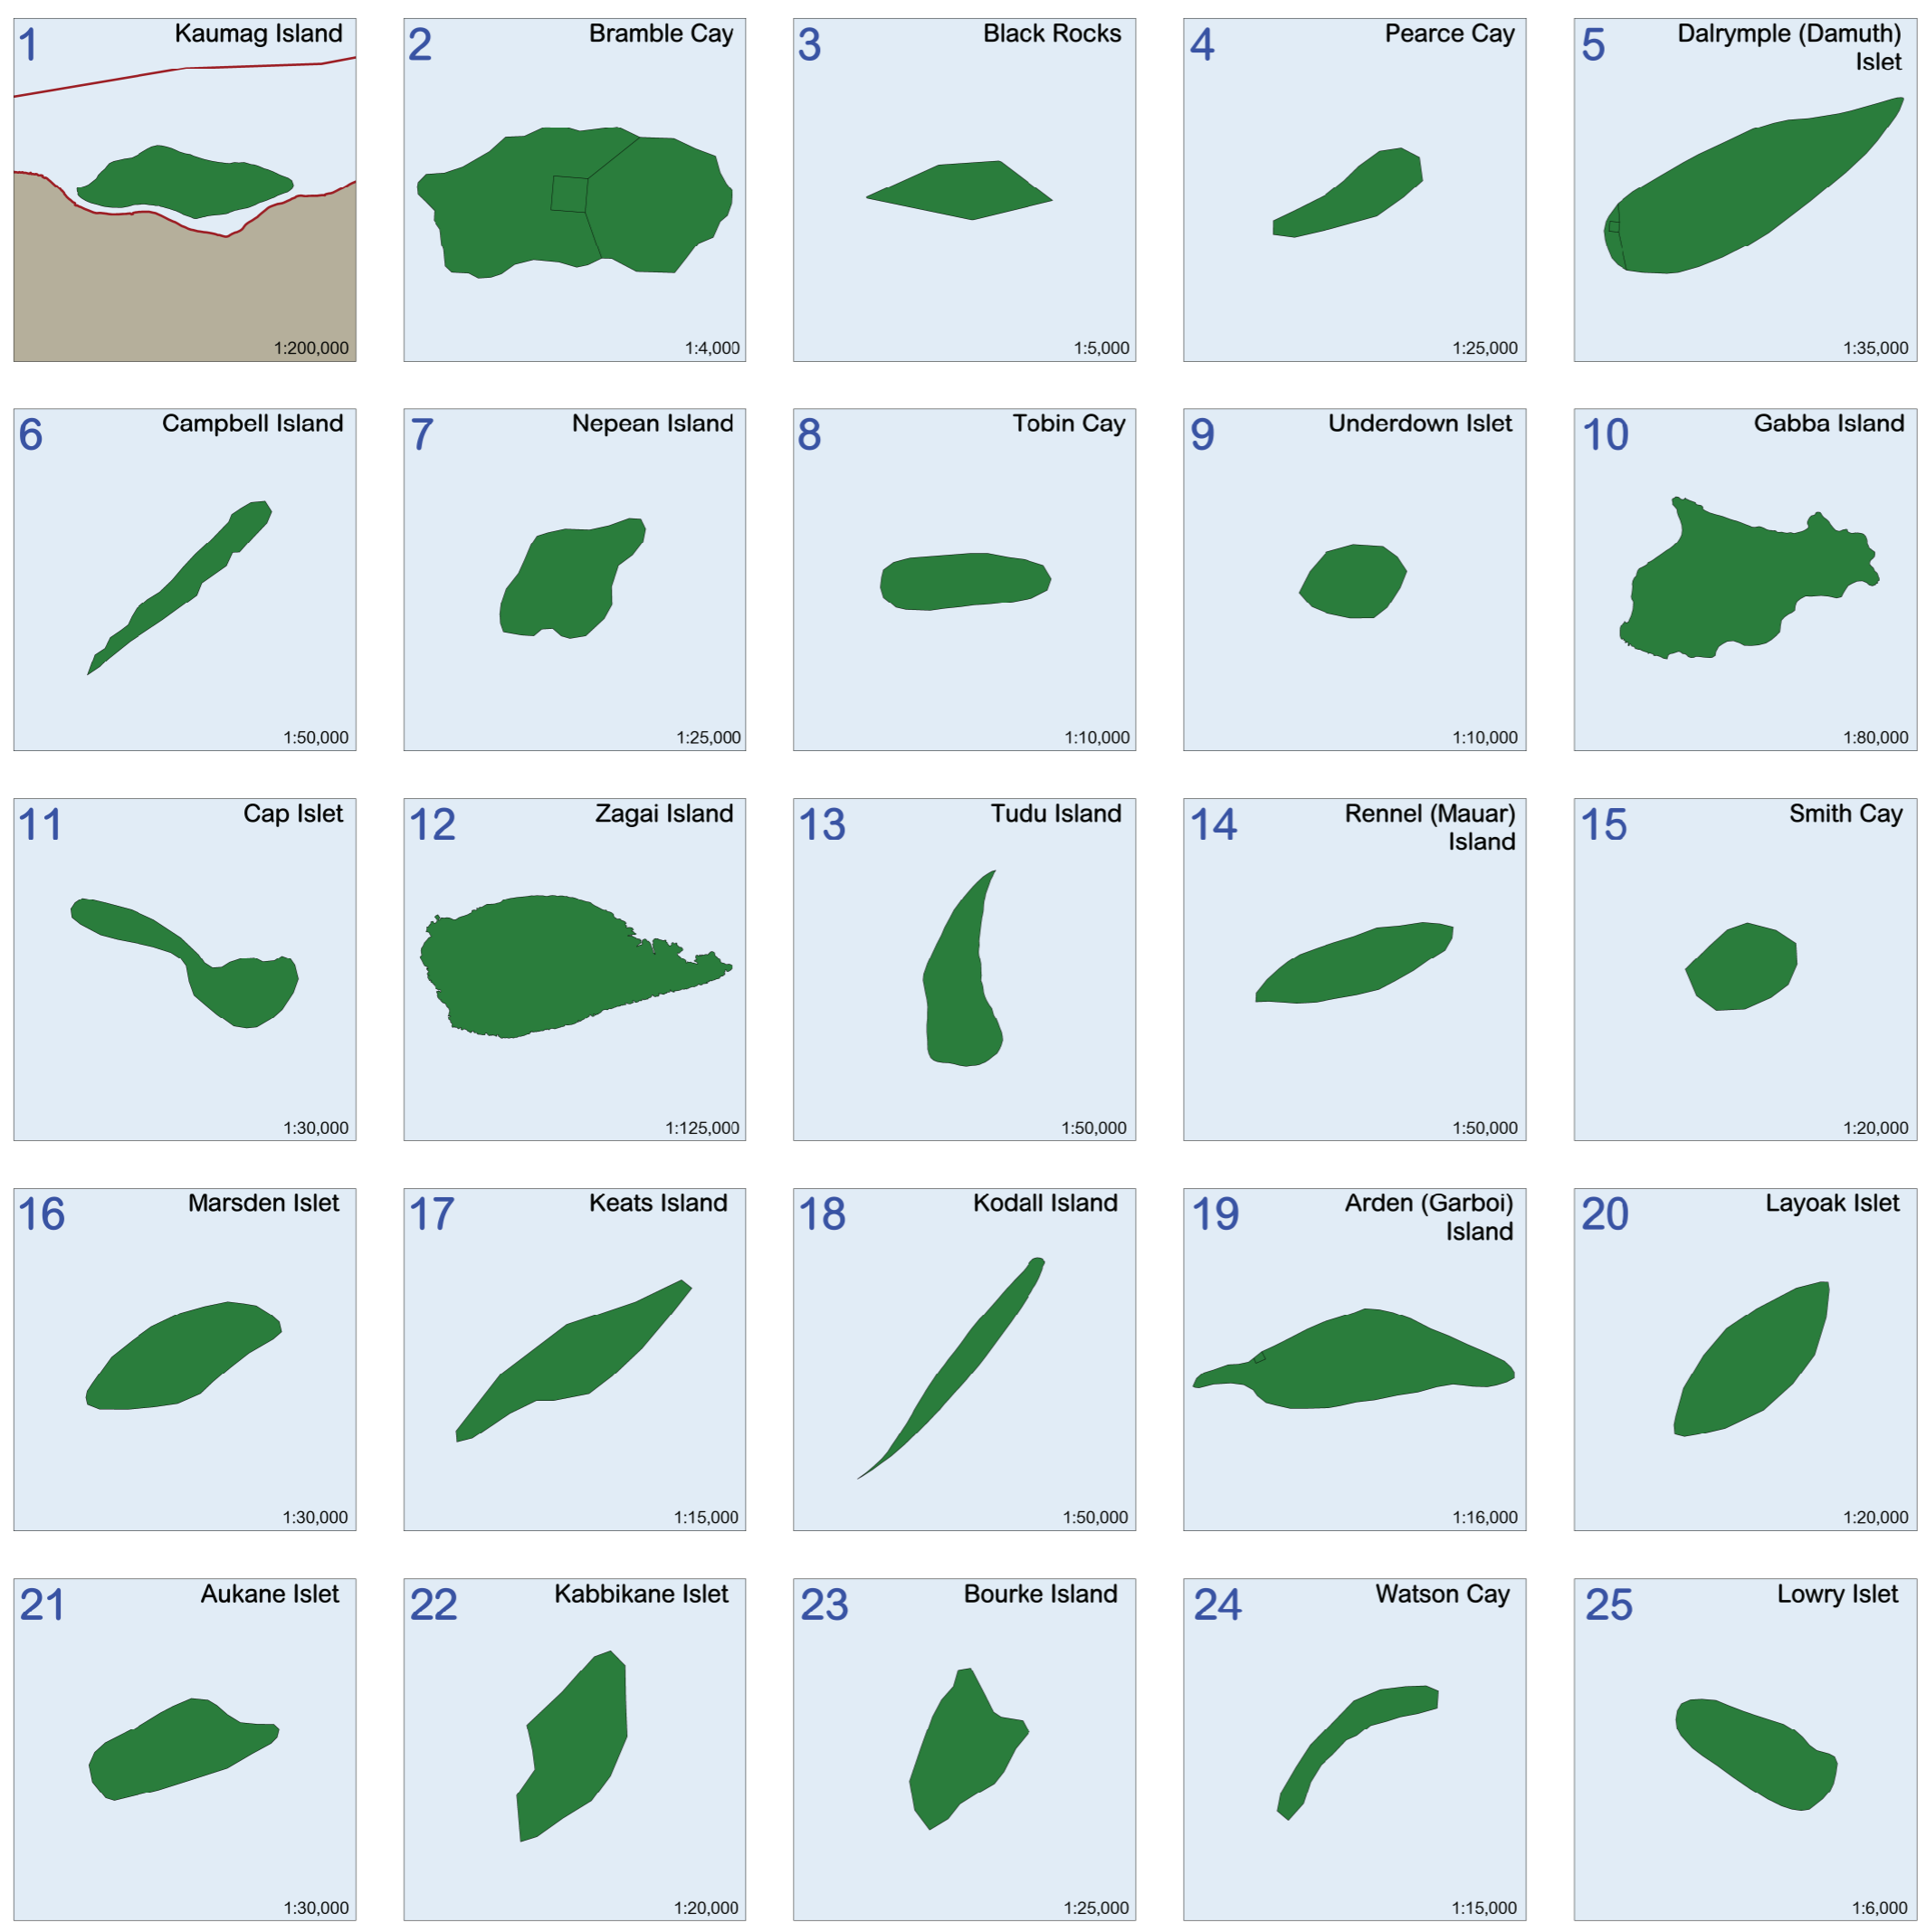 1
Kaumag Island
1:200,000
2
Bramble Cay
1:4,000
3
Black Rocks
1:5,000
4
Pearce Cay
1:25,000
5
Dalrymple (Damuth)
Islet
1:35,000
6
Campbell Island
1:50,000
7
Nepean Island
1:25,000
8
Tobin Cay
1:10,000
9
Underdown Islet
1:10,000
10
Gabba Island
1:80,000
11
Cap Islet
1:30,000
12
Zagai Island
1:125,000
13
Tudu Island
1:50,000
14
Rennel (Mauar)
Island
1:50,000
15
Smith Cay
1:20,000
16
Marsden Islet
1:30,000
17
Keats Island
1:15,000
18
Kodall Island
1:50,000
19
Arden (Garboi)
Island
1:16,000
20
Layoak Islet
1:20,000
21
Aukane Islet
1:30,000
22
Kabbikane Islet
1:20,000
23
Bourke Island
1:25,000
24
Watson Cay
1:15,000
25
Lowry Islet
1:6,000